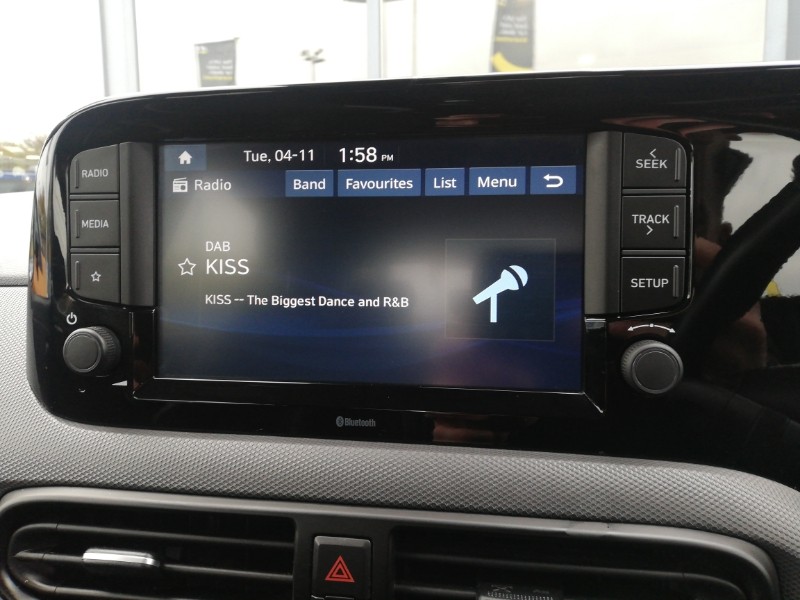 Tue, 04-11 1:58 PM
Radio Band Favourites List Menu
DAB
KISS
KISS -- The Biggest Dance and R&B
RADIO
MEDIA
SEEK
TRACK
SETUP
Bluetooth